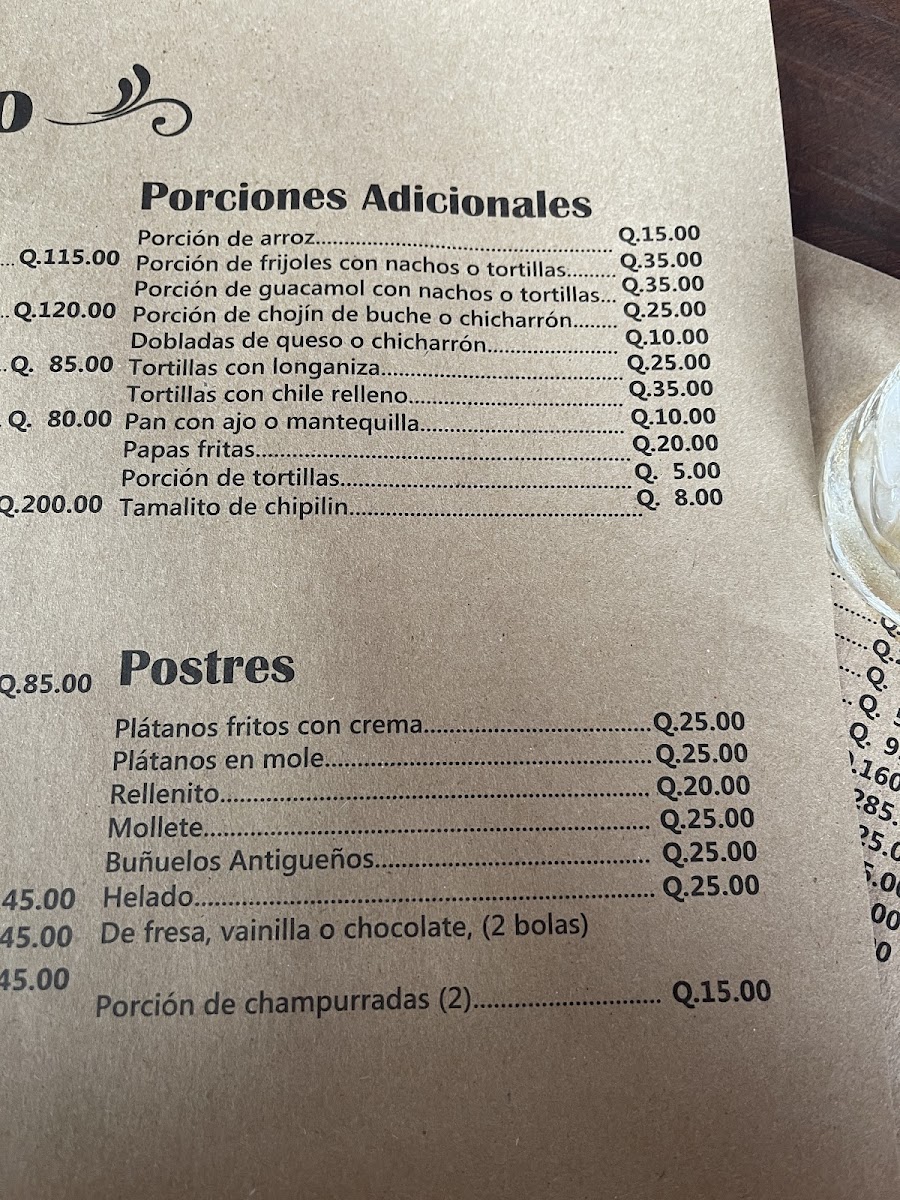 Porciones Adicionales
Porción de arroz.................................................. Q.15.00
Q.115.00
Porción de frijoles con nachos o tortillas......... Q.35.00
Porción de guacamol con nachos o tortillas... Q.35.00
Q.120.00
Porción de chojín de buche o chicharrón........ Q.25.00
Dobladas de queso o chicharrón...................... Q.10.00
Q. 85.00
Tortillas con longaniza......................................... Q.25.00
Tortillas con chile relleno..................................... Q.35.00
Q. 80.00
Pan con ajo o mantequilla................................... Q.10.00
Papas fritas.............................................................. Q.20.00
Porción de tortillas................................................ Q. 5.00
Q.200.00
Tamalito de chipilin................................................ Q. 8.00
Q.85.00
Postres
Plátanos fritos con crema..............................Q.25.00
Plátanos en mole............................................Q.25.00
Rellenito.......................................................... Q.20.00
Mollete............................................................ Q.25.00
Buñuelos Antigueños..................................... Q.25.00
45.00
Helado............................................................. Q.25.00
45.00
De fresa, vainilla o chocolate, (2 bolas)
45.00
Porción de champurradas (2)......................... Q.15.00